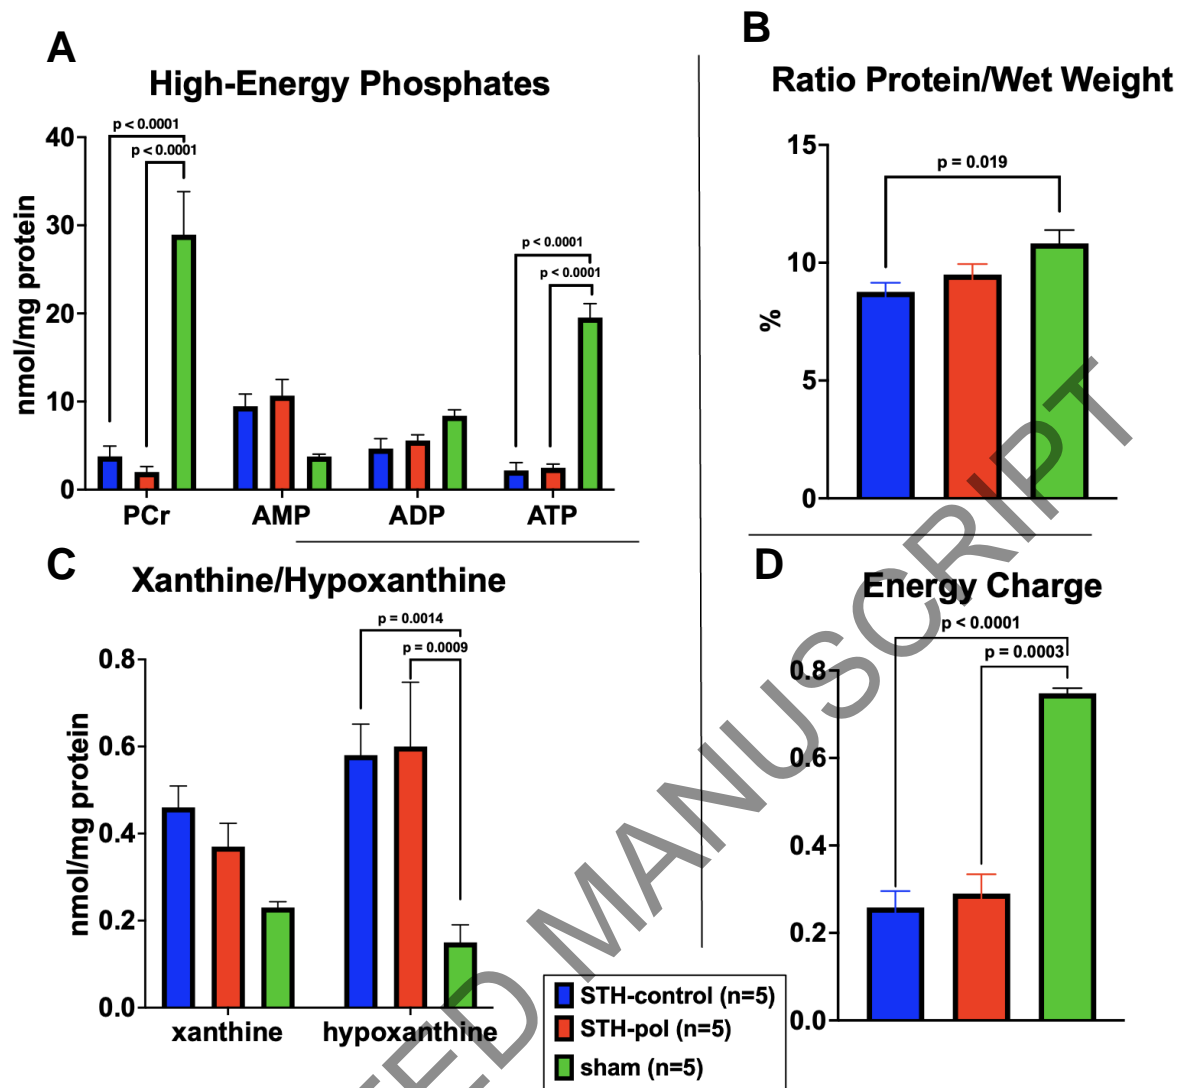 A
High-Energy Phosphates
p < 0.0001
p < 0.0001
p < 0.0001
p < 0.0001
40
30
20
10
0
nmol/mg protein
PCr AMP ADP ATP
B
Ratio Protein/Wet Weight
p = 0.019
15
10
5
0
%
C
Xanthine/Hypoxanthine
p = 0.0014
p = 0.0009
0.8
0.6
0.4
0.2
0.0
nmol/mg protein
xanthine hypoxanthine
D
Energy Charge
p < 0.0001
p = 0.0003
0.8
0.6
0.4
0.2
0.0
STH-control (n=5)
STH-pol (n=5)
sham (n=5)
TED MANUSCRIPT